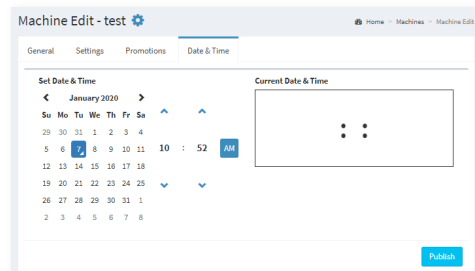 Machine Edit - test
Home > Machines > Machine Edit
General Settings Promotions Date & Time
Set Date & Time
Current Date & Time
January 2020
Su Mo Tu We Th Fr Sa
29 30 31 1 2 3 4
5 6 7 8 9 10 11
12 13 14 15 16 17 18
19 20 21 22 23 24 25
26 27 28 29 30 31 1
2 3 4 5 6 7 8
10 : 52 AM
: :
Publish